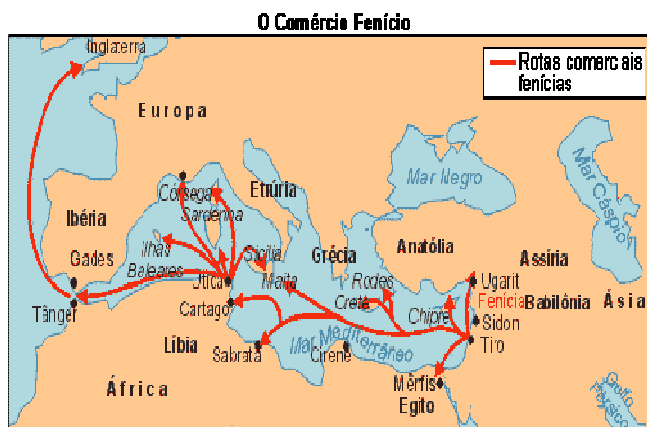 O Comércio Fenício
Rotas comerciais
fenícias
Inglaterra
Europa
Mar Negro
Mar Cáspio
Córsega
Sardenha
Etrúria
Ibéria
Ilhas
Baleares
Gades
Tânger
Útica
Cartago
Sicília
Malta
Grécia
Rodes
Creta
Anatólia
Assíria
Chipre
Ugarit
Fenícia
Babilônia
Ásia
Sidon
Tiro
Líbia
Sabrata
Mar Mediterrâneo
Cirene
Mênfis
Egito
África
Golfo
Pérsico